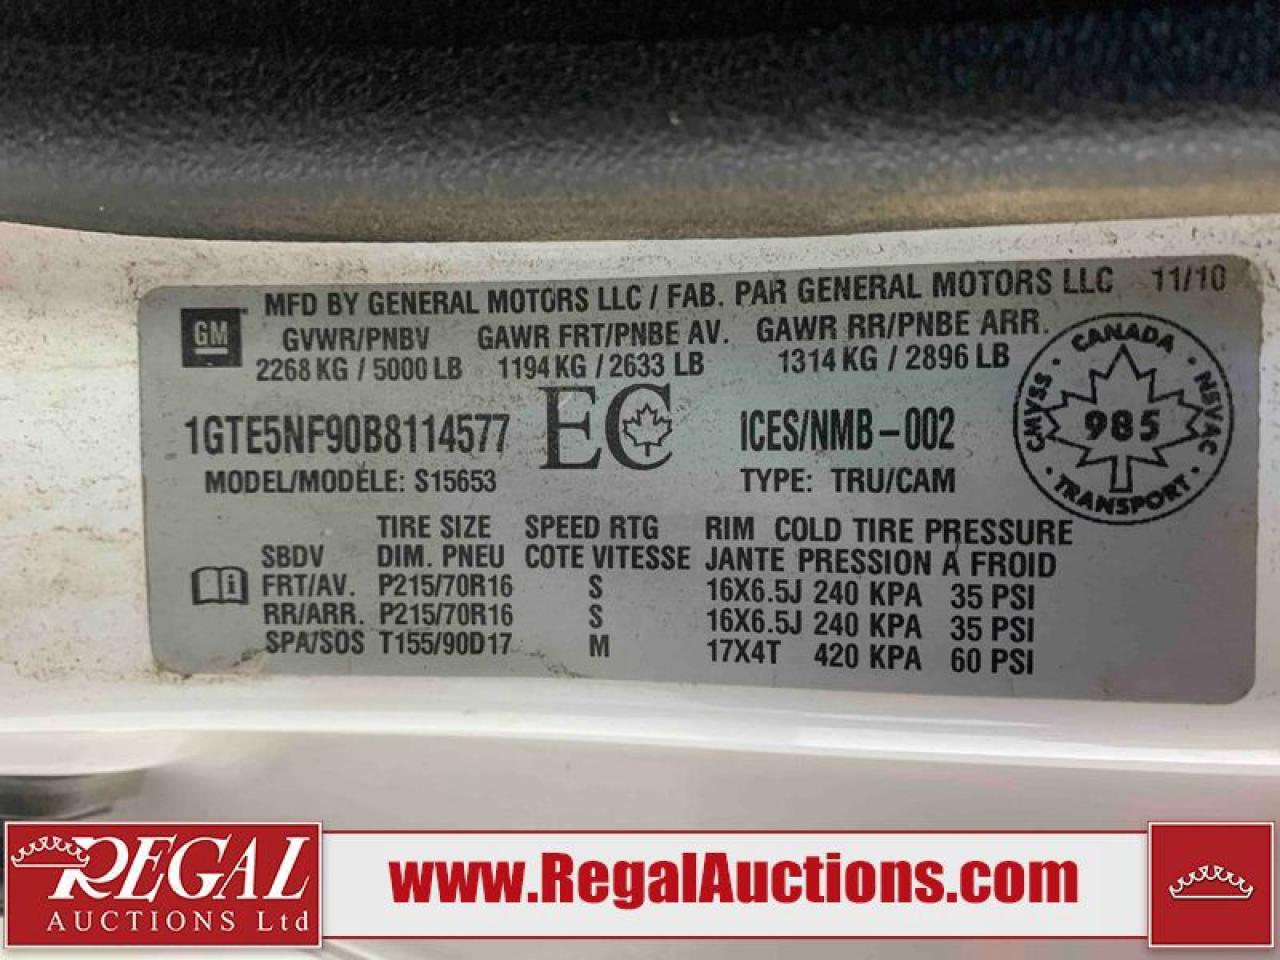 MFD BY GENERAL MOTORS LLC / FAB. PAR GENERAL MOTORS LLC 11/10
GM
GVWR/PNBV GAWR FRT/PNBE AV. GAWR RR/PNBE ARR.
2268 KG / 5000 LB 1194 KG / 2633 LB 1314 KG / 2896 LB
1GTE5NF90B8114577 EC ICES/NMB-002
MODEL/MODÈLE: S15653 TYPE: TRU/CAM
CANADA
CMVSS NSVAC
985
TRANSPORT
TIRE SIZE SPEED RTG RIM COLD TIRE PRESSURE
SBDV DIM. PNEU COTE VITESSE JANTE PRESSION A FROID
FRT/AV. P215/70R16 S 16X6.5J 240 KPA 35 PSI
RR/ARR. P215/70R16 S 16X6.5J 240 KPA 35 PSI
SPA/SOS T155/90D17 M 17X4T 420 KPA 60 PSI
REGAL
AUCTIONS Ltd
www.RegalAuctions.com